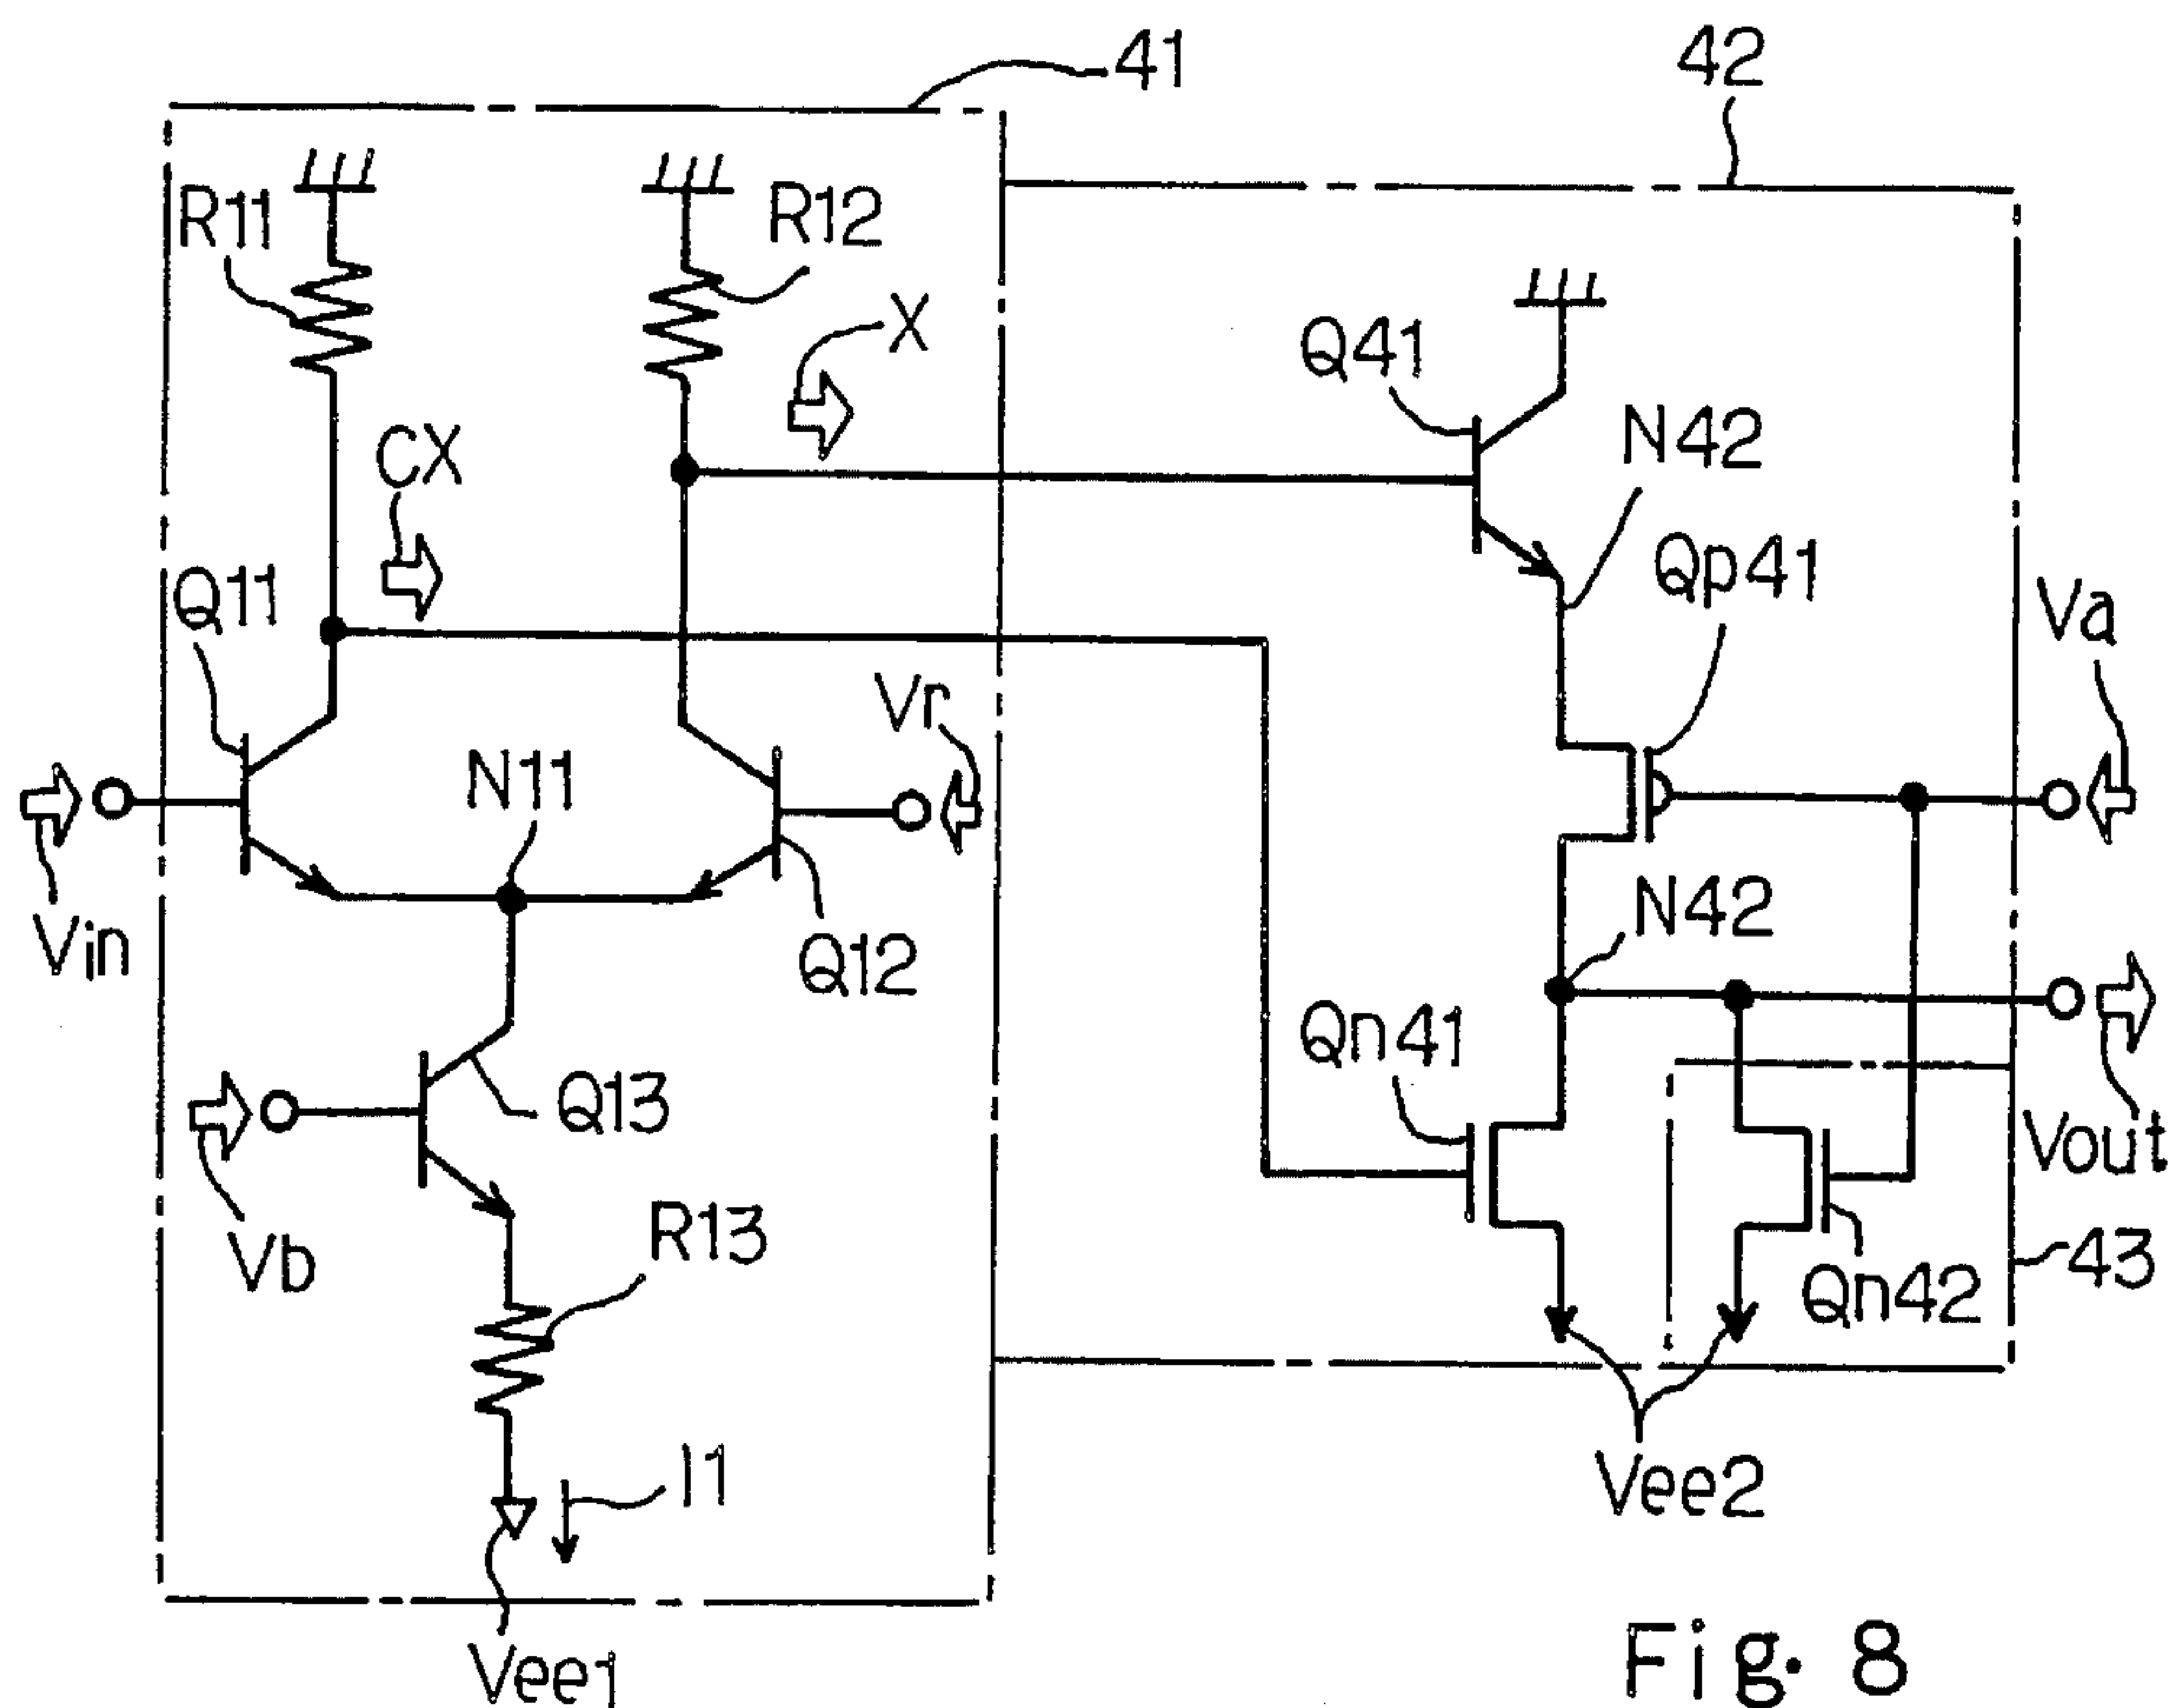 41
42
R11
R12
X
Q41
N42
CX
Qp41
Q11
Va
Vr
N11
Vin
Q12
N42
Qn41
Q13
Vout
Vb
R13
43
Qn42
I1
Vee2
Vee1
Fig. 8